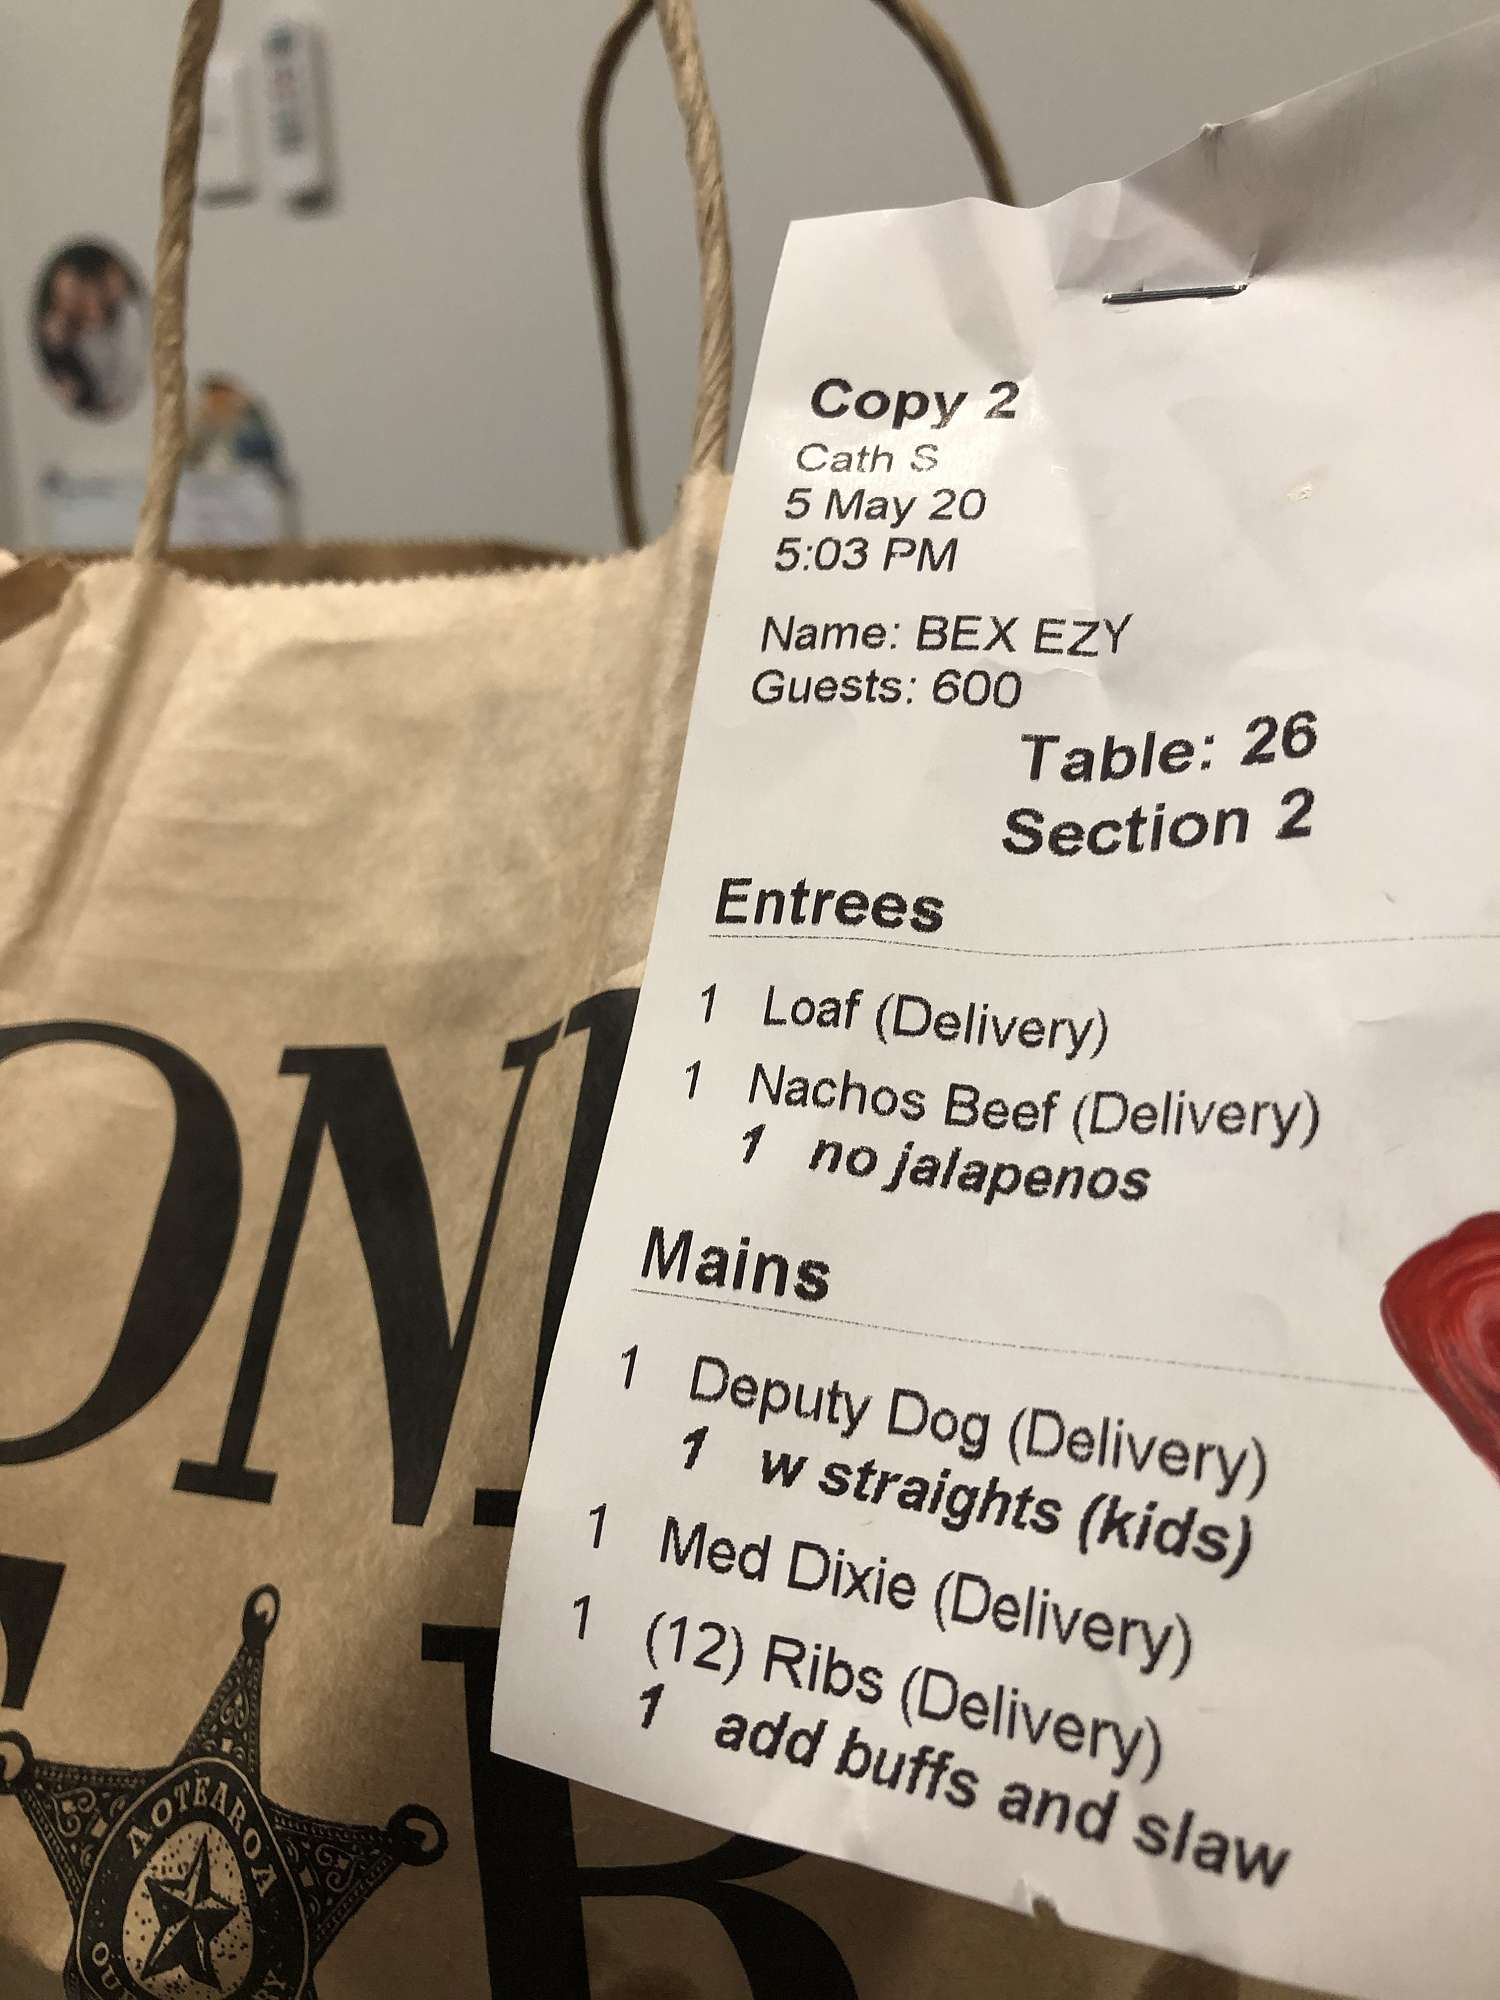 Copy 2
Cath S
5 May 20
5:03 PM
Name: BEX EZY
Guests: 600
Table: 26
Section 2
Entrees
1 Loaf (Delivery)
1 Nachos Beef (Delivery)
1 no jalapenos
Mains
1 Deputy Dog (Delivery)
1 w straights (kids)
1 Med Dixie (Delivery)
1 (12) Ribs (Delivery)
1 add buffs and slaw
ON
AOTEAROA